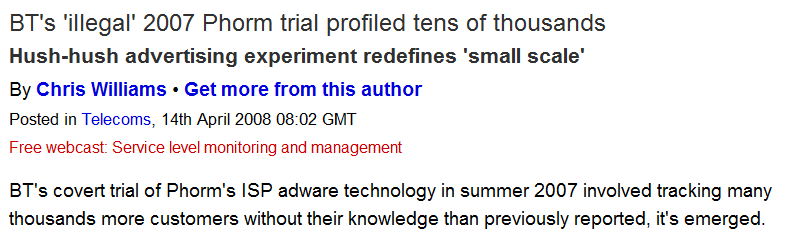 BT's 'illegal' 2007 Phorm trial profiled tens of thousands
Hush-hush advertising experiment redefines 'small scale'
By Chris Williams • Get more from this author
Posted in Telecoms, 14th April 2008 08:02 GMT
Free webcast: Service level monitoring and management
BT's covert trial of Phorm's ISP adware technology in summer 2007 involved tracking many
thousands more customers without their knowledge than previously reported, it's emerged.